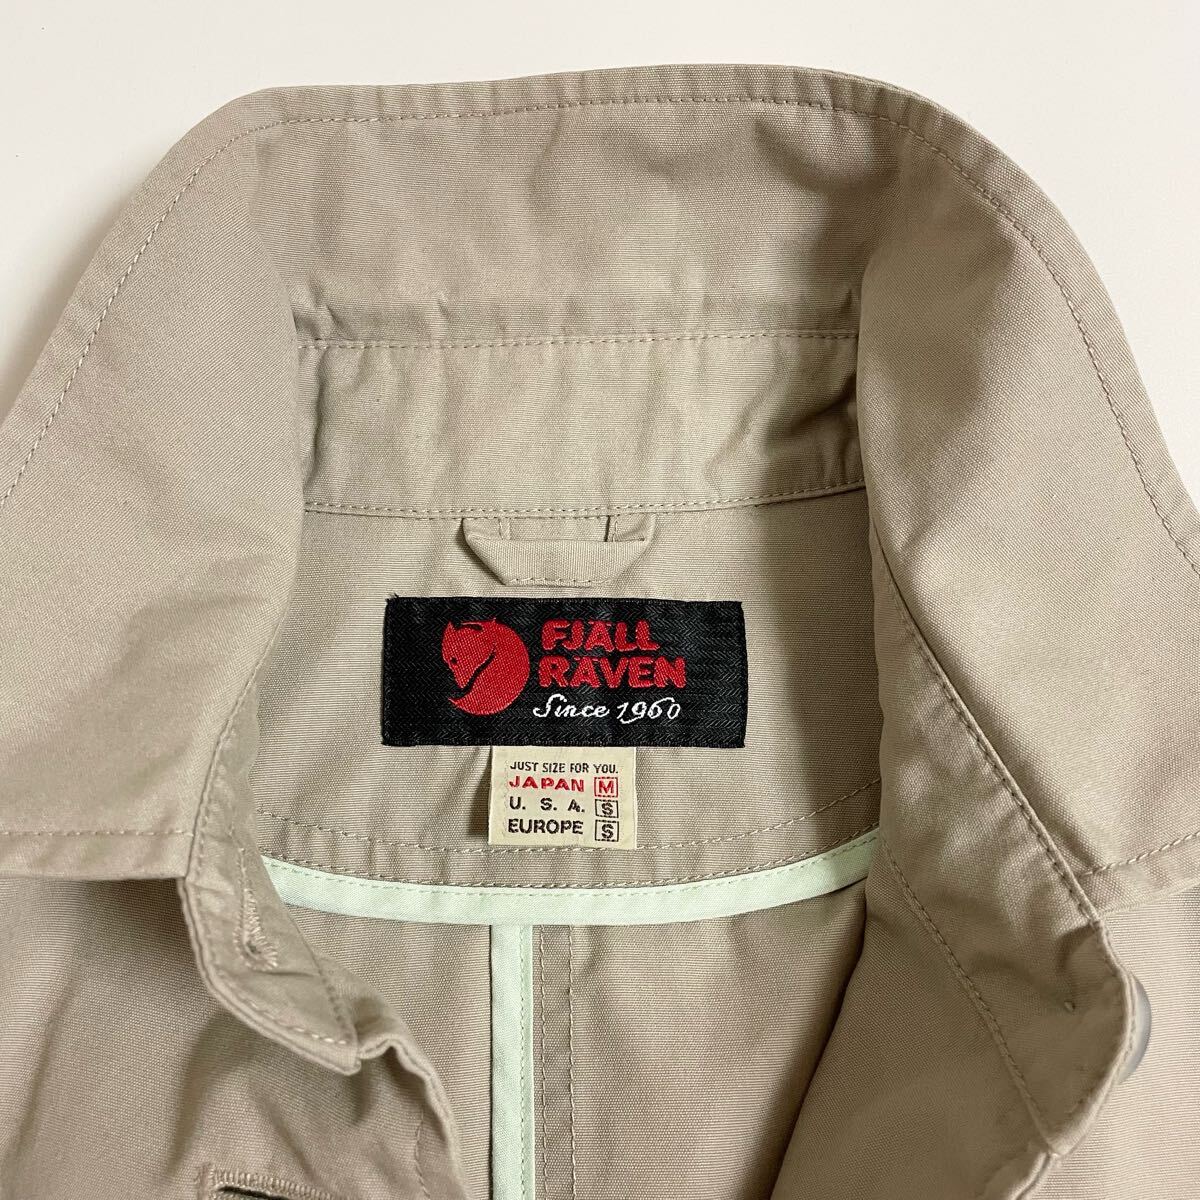 FJÄLL
RÄVEN
Since 1960
JUST SIZE FOR YOU.
JAPAN M
U. S. A. S
EUROPE S